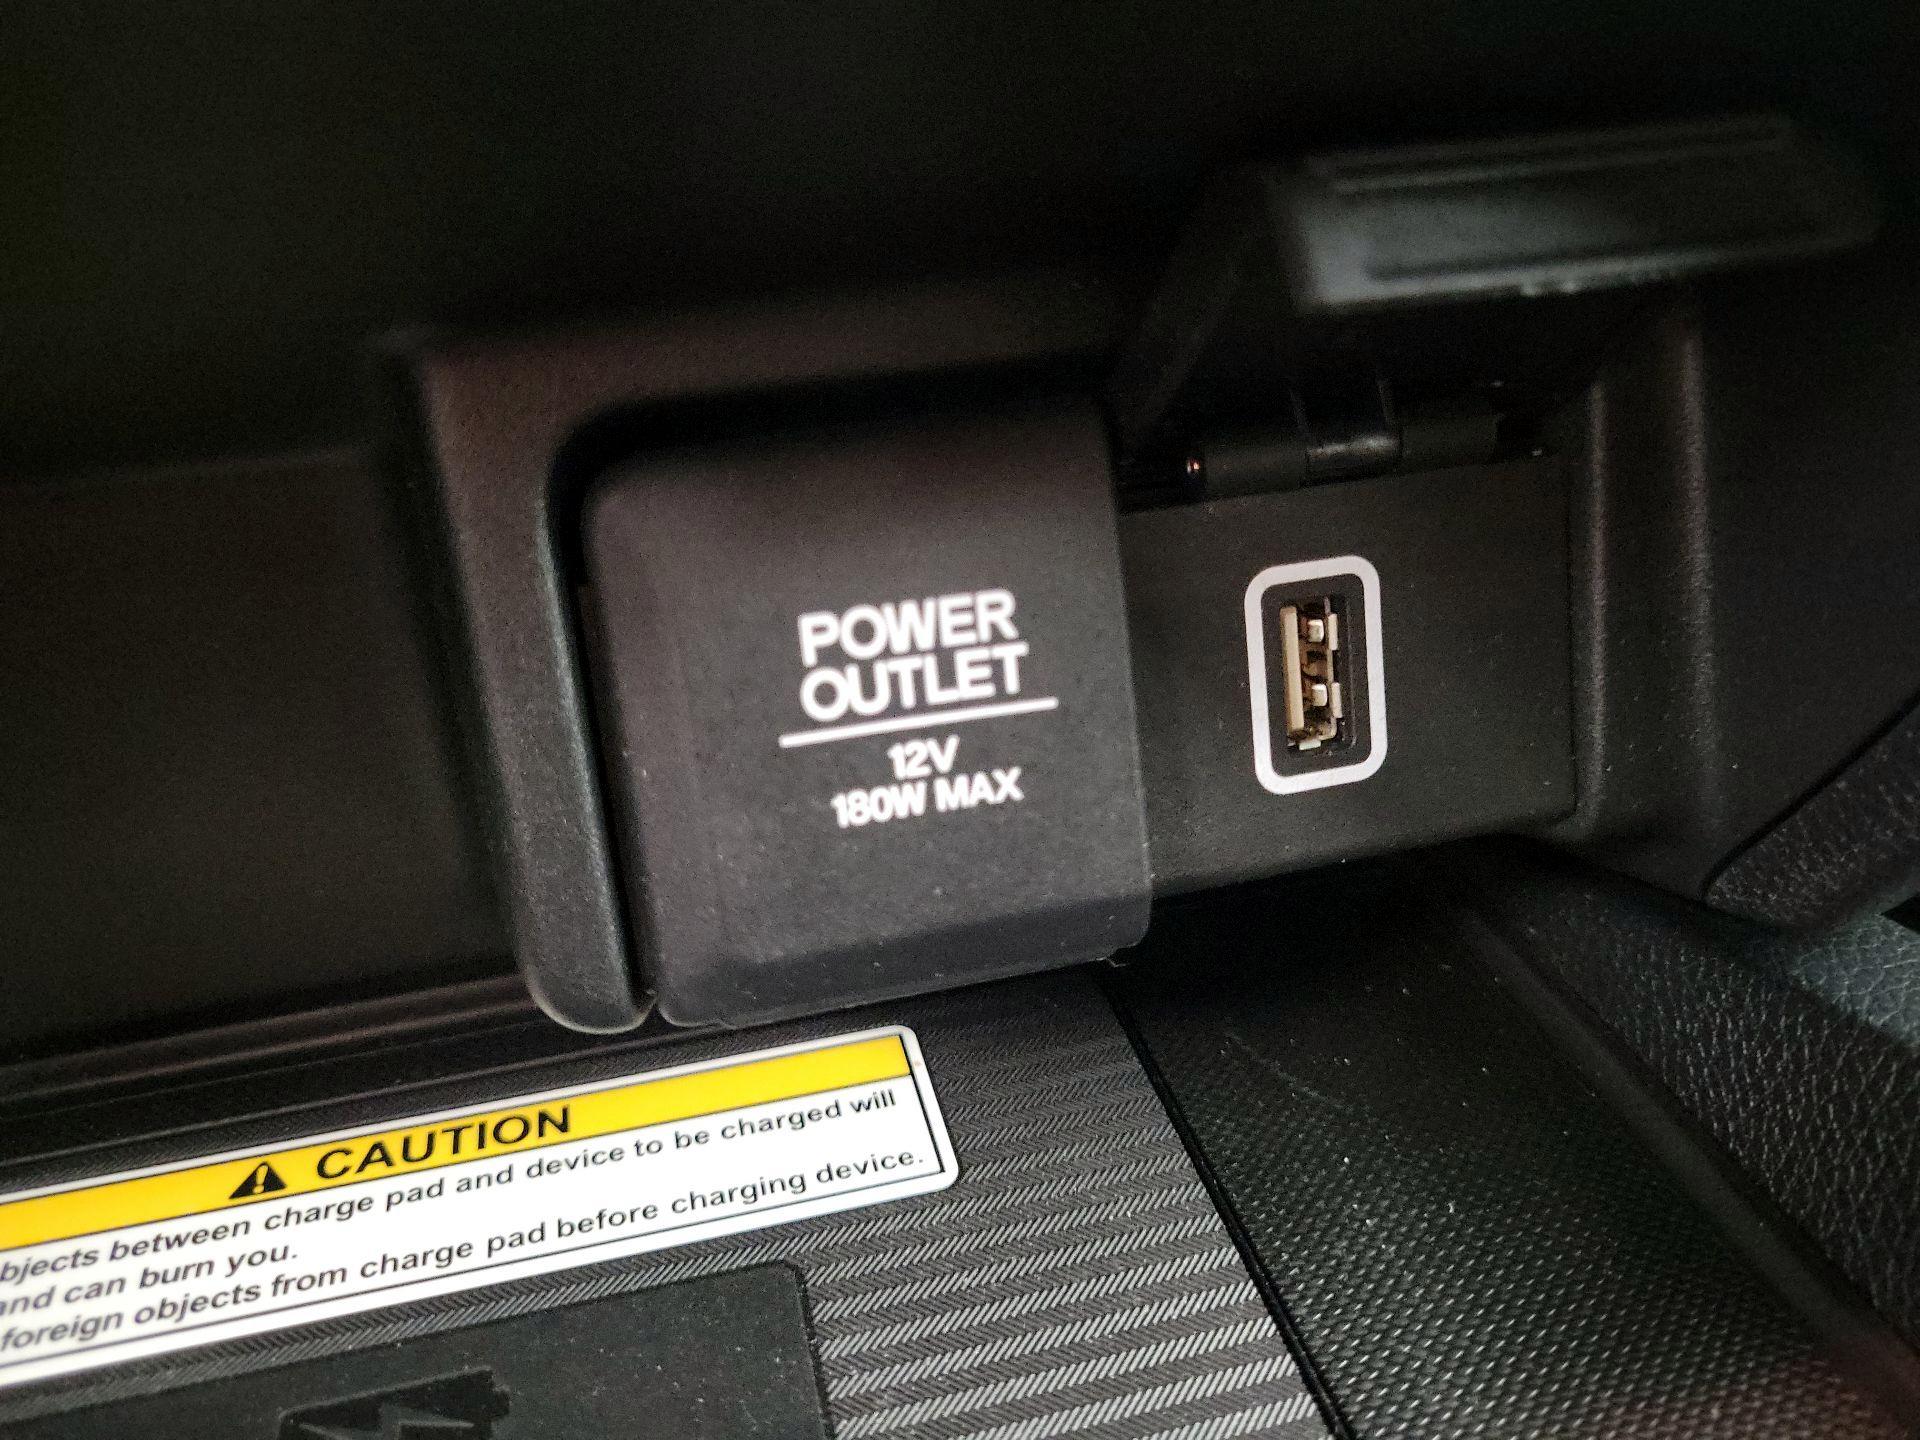 POWER
OUTLET
12V
180W MAX
CAUTION
bjects between charge pad and device to be charged will
and can burn you.
foreign objects from charge pad before charging device.